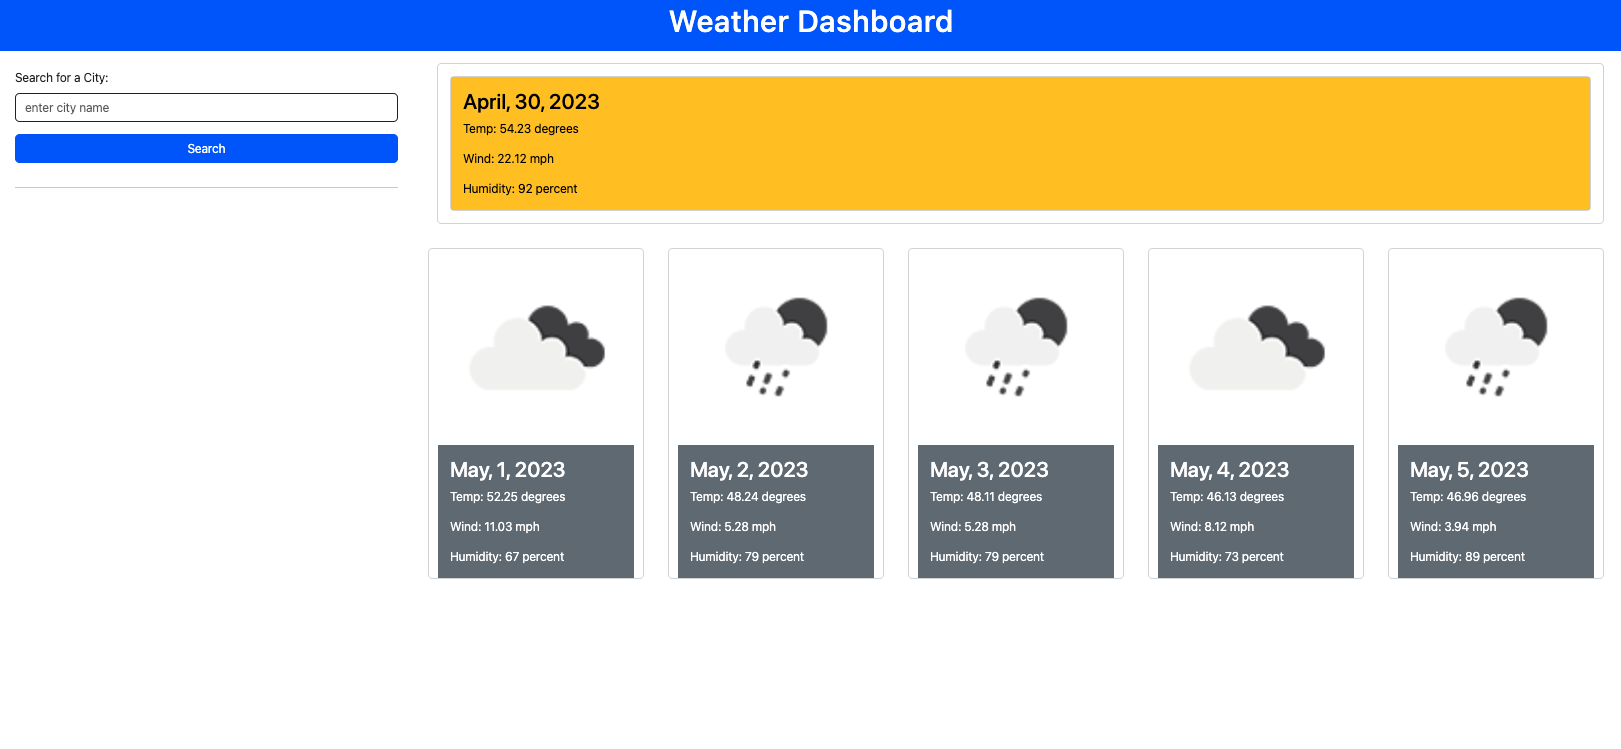 Weather Dashboard
Search for a City:
enter city name
Search
April, 30, 2023
Temp: 54.23 degrees
Wind: 22.12 mph
Humidity: 92 percent
May, 1, 2023
Temp: 52.25 degrees
Wind: 11.03 mph
Humidity: 67 percent
May, 2, 2023
Temp: 48.24 degrees
Wind: 5.28 mph
Humidity: 79 percent
May, 3, 2023
Temp: 48.11 degrees
Wind: 5.28 mph
Humidity: 79 percent
May, 4, 2023
Temp: 46.13 degrees
Wind: 8.12 mph
Humidity: 73 percent
May, 5, 2023
Temp: 46.96 degrees
Wind: 3.94 mph
Humidity: 89 percent